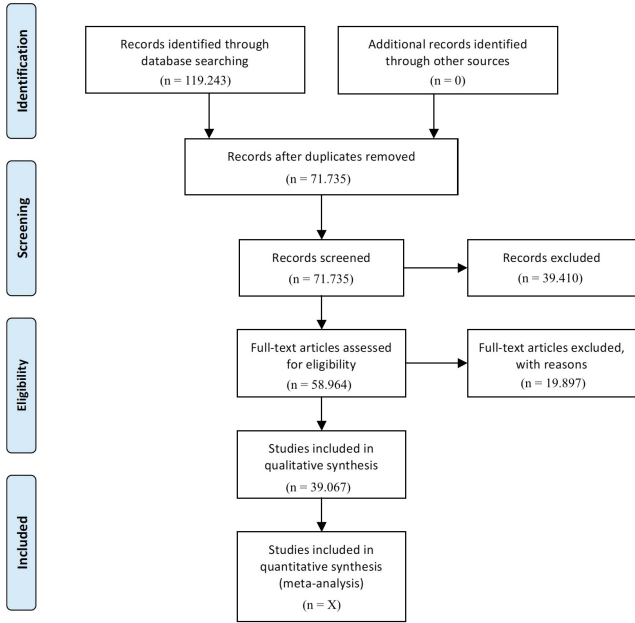 Identification
Records identified through
database searching
(n = 119.243)
Additional records identified
through other sources
(n = 0)
Records after duplicates removed
(n = 71.735)
Screening
Records screened
(n = 71.735)
Records excluded
(n = 39.410)
Eligibility
Full-text articles assessed
for eligibility
(n = 58.964)
Full-text articles excluded,
with reasons
(n = 19.897)
Studies included in
qualitative synthesis
(n = 39.067)
Included
Studies included in
quantitative synthesis
(meta-analysis)
(n = X)